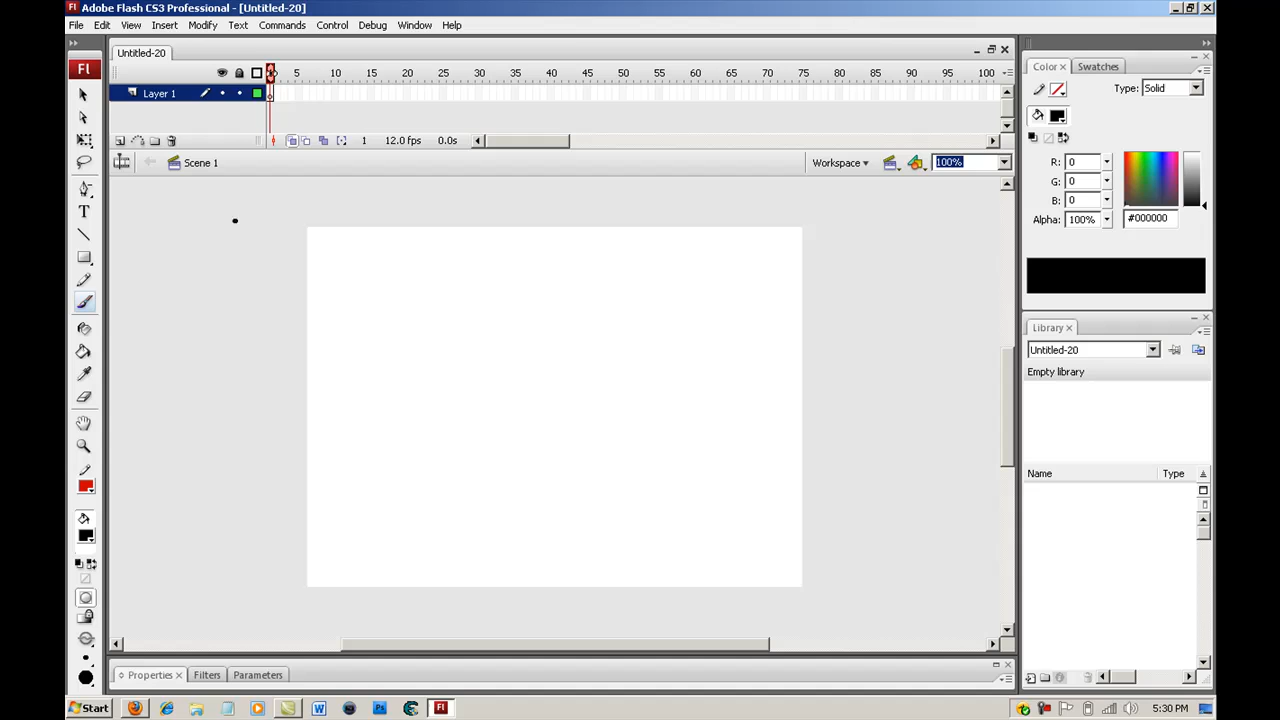 Adobe Flash CS3 Professional - [Untitled-20]
File Edit View Insert Modify Text Commands Control Debug Window Help
Untitled-20
5 10 15 20 25 30 35 40 45 50 55 60 65 70 75 80 85 90 95 100
Layer 1
1 12.0 fps 0.0s
Scene 1
Workspace 100%
Fl
T
Color Swatches
Type: Solid
R: 0
G: 0
B: 0
Alpha: 100% #000000
Library
Untitled-20
Empty library
Name Type
Properties Filters Parameters
Start
W
Ps
Fl
5:30 PM